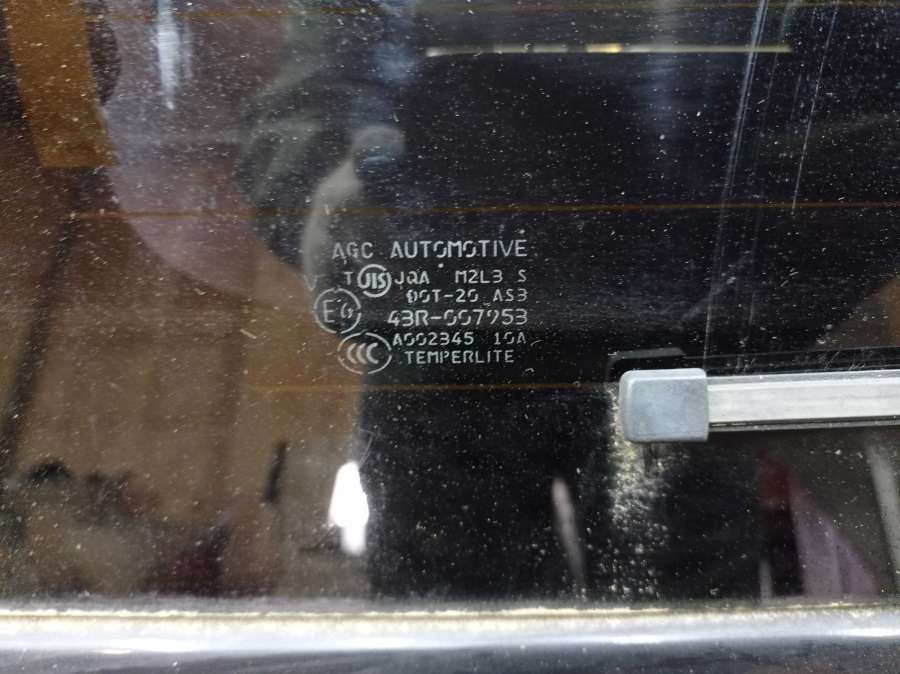 AGC AUTOMOTIVE
T JIS JQA M2L3 S
DOT-20 AS3
E6 43R-007953
A002345 10A
CCC TEMPERLITE